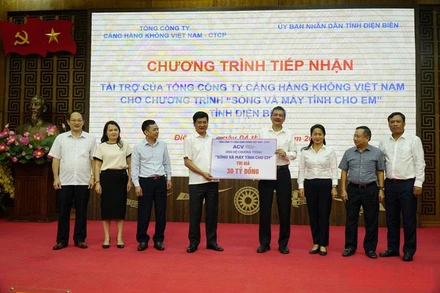 TỔNG CÔNG TY
CẢNG HÀNG KHÔNG VIỆT NAM - CTCP
ỦY BAN NHÂN DÂN TỈNH ĐIỆN BIÊN
CHƯƠNG TRÌNH TIẾP NHẬN
TÀI TRỢ CỦA TỔNG CÔNG TY CẢNG HÀNG KHÔNG VIỆT NAM
CHO CHƯƠNG TRÌNH "SÓNG VÀ MÁY TÍNH CHO EM"
TỈNH ĐIỆN BIÊN
ACV
"SÓNG VÀ MÁY TÍNH CHO EM"
TRỊ GIÁ
30 TỶ ĐỒNG